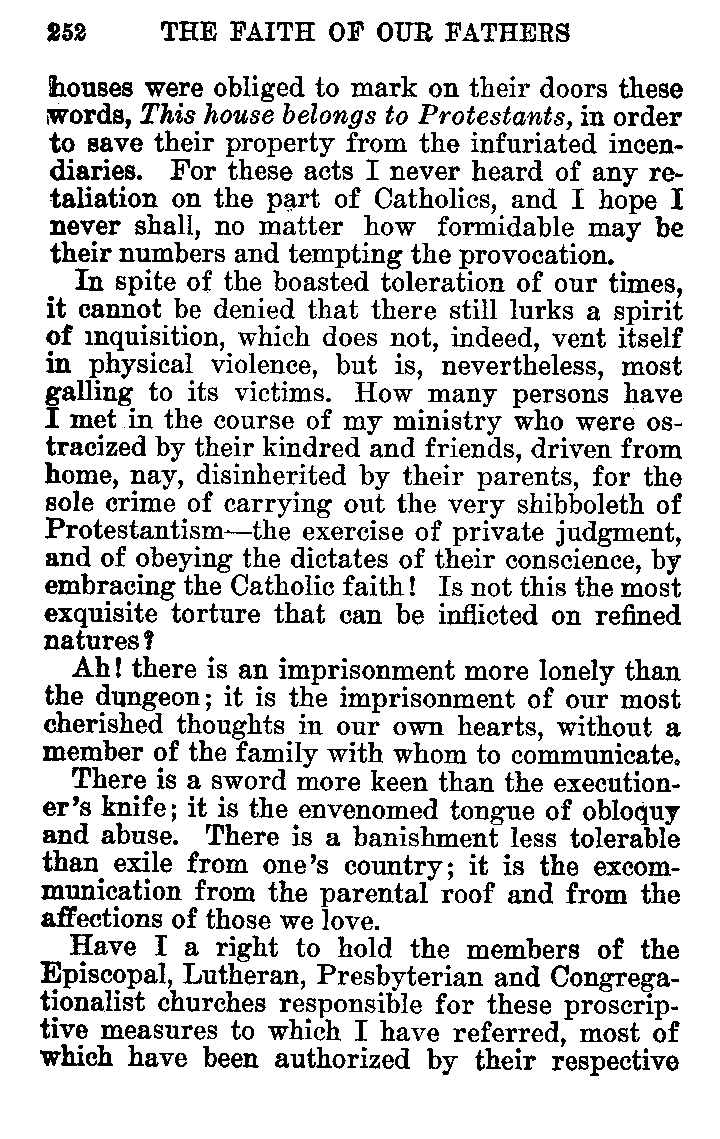 252 THE FAITH OF OUR FATHERS
houses were obliged to mark on their doors these
words, This house belongs to Protestants, in order
to save their property from the infuriated incen-
diaries. For these acts I never heard of any re-
taliation on the part of Catholics, and I hope I
never shall, no matter how formidable may be
their numbers and tempting the provocation.
In spite of the boasted toleration of our times,
it cannot be denied that there still lurks a spirit
of inquisition, which does not, indeed, vent itself
in physical violence, but is, nevertheless, most
galling to its victims. How many persons have
I met in the course of my ministry who were os-
tracized by their kindred and friends, driven from
home, nay, disinherited by their parents, for the
sole crime of carrying out the very shibboleth of
Protestantism—the exercise of private judgment,
and of obeying the dictates of their conscience, by
embracing the Catholic faith! Is not this the most
exquisite torture that can be inflicted on refined
natures?
Ah! there is an imprisonment more lonely than
the dungeon; it is the imprisonment of our most
cherished thoughts in our own hearts, without a
member of the family with whom to communicate.
There is a sword more keen than the execution-
er's knife; it is the envenomed tongue of obloquy
and abuse. There is a banishment less tolerable
than exile from one's country; it is the excom-
munication from the parental roof and from the
affections of those we love.
Have I a right to hold the members of the
Episcopal, Lutheran, Presbyterian and Congrega-
tionalist churches responsible for these proscrip-
tive measures to which I have referred, most of
which have been authorized by their respective